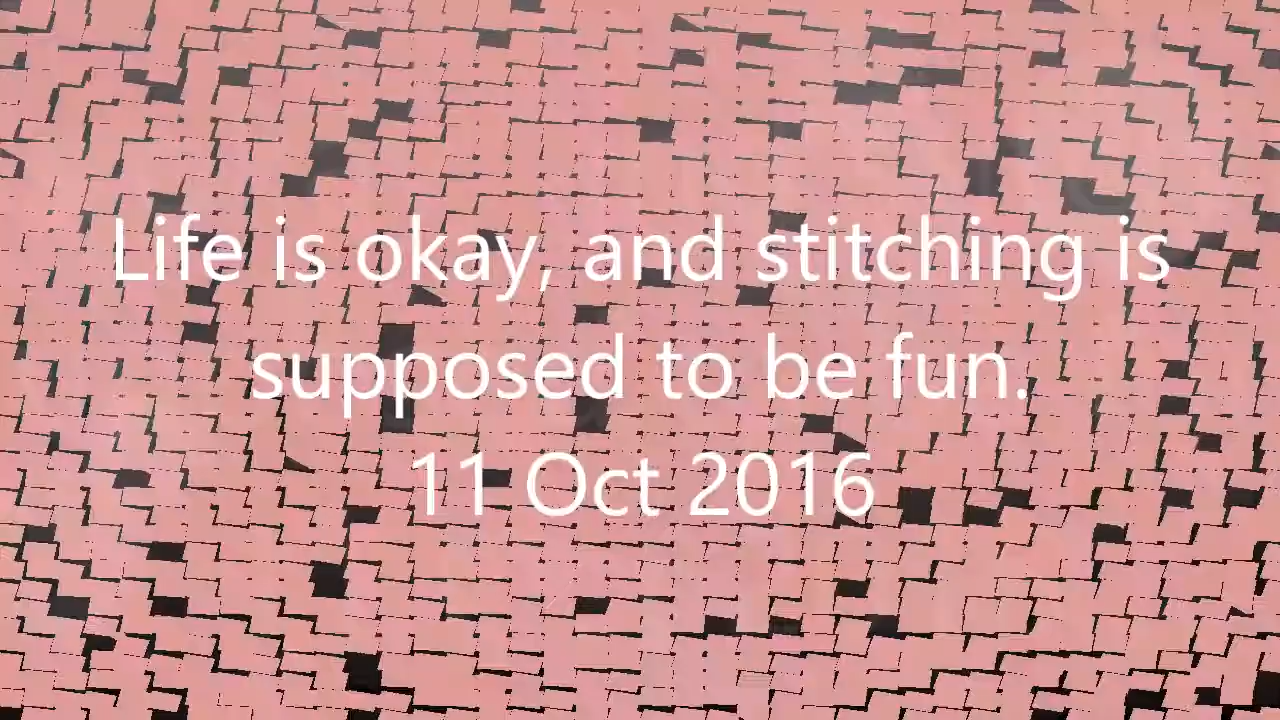 Life is okay, and stitching is
supposed to be fun.
11 Oct 2016